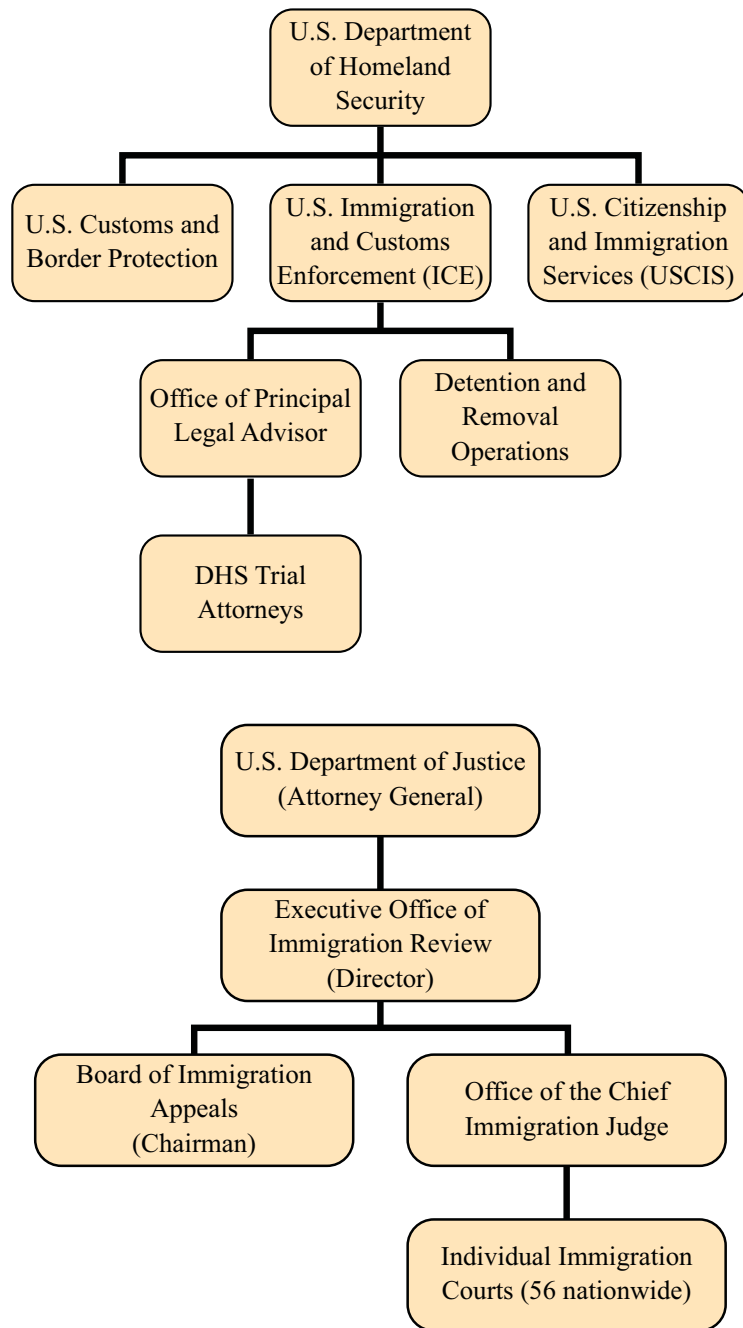 U.S. Department
of Homeland
Security
U.S. Customs and
Border Protection
U.S. Immigration
and Customs
Enforcement (ICE)
U.S. Citizenship
and Immigration
Services (USCIS)
Office of Principal
Legal Advisor
Detention and
Removal
Operations
DHS Trial
Attorneys
U.S. Department of Justice
(Attorney General)
Executive Office of
Immigration Review
(Director)
Board of Immigration
Appeals
(Chairman)
Office of the Chief
Immigration Judge
Individual Immigration
Courts (56 nationwide)